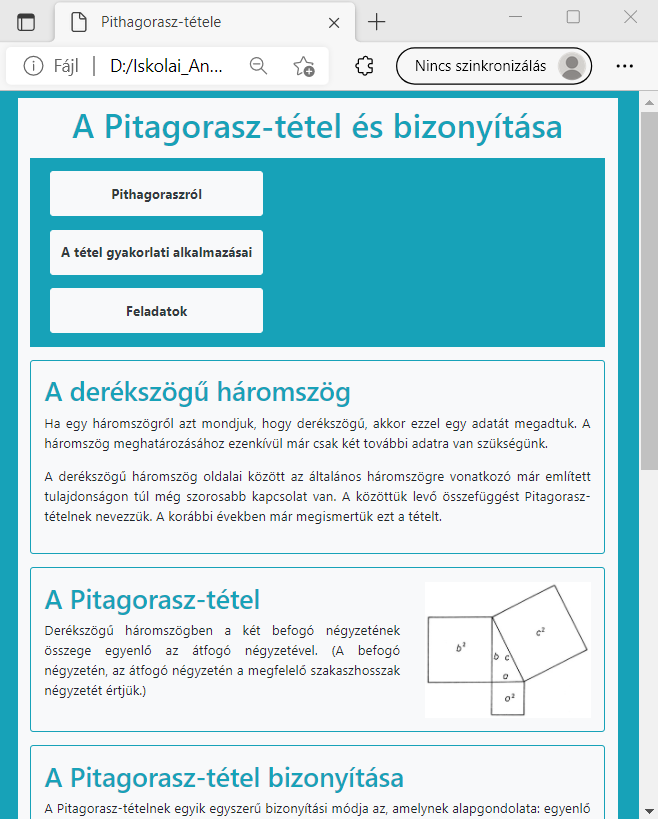 Pithagorasz-tétele
Fájl
D:/Iskolai_An...
Nincs szinkronizálás
A Pitagorasz-tétel és bizonyítása
Pithagoraszról
A tétel gyakorlati alkalmazásai
Feladatok
A derékszögű háromszög
Ha egy háromszögről azt mondjuk, hogy derékszögű, akkor ezzel egy adatát megadtuk. A
háromszög meghatározásához ezenkívül már csak két további adatra van szükségünk.
A derékszögű háromszög oldalai között az általános háromszögre vonatkozó már említett
tulajdonságon túl még szorosabb kapcsolat van. A közöttük levő összefüggést Pitagorasz-
tételnek nevezzük. A korábbi években már megismertük ezt a tételt.
A Pitagorasz-tétel
Derékszögű háromszögben a két befogó négyzetének
összege egyenlő az átfogó négyzetével. (A befogó
négyzetén, az átfogó négyzetén a megfelelő szakaszhosszak
négyzetét értjük.)
b²
c²
b c
a
a²
A Pitagorasz-tétel bizonyítása
A Pitagorasz-tételnek egyik egyszerű bizonyítási módja az, amelynek alapgondolata: egyenlő